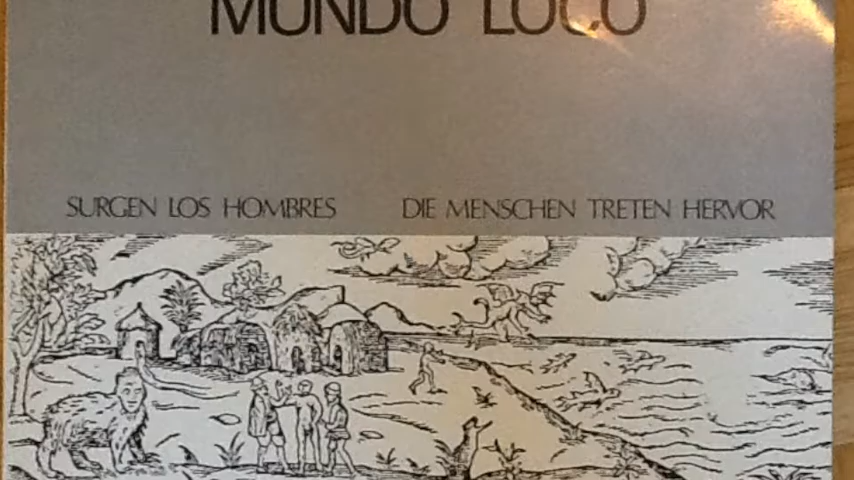 MUNDO LOCO
SURGEN LOS HOMBRES DIE MENSCHEN TRETEN HERVOR